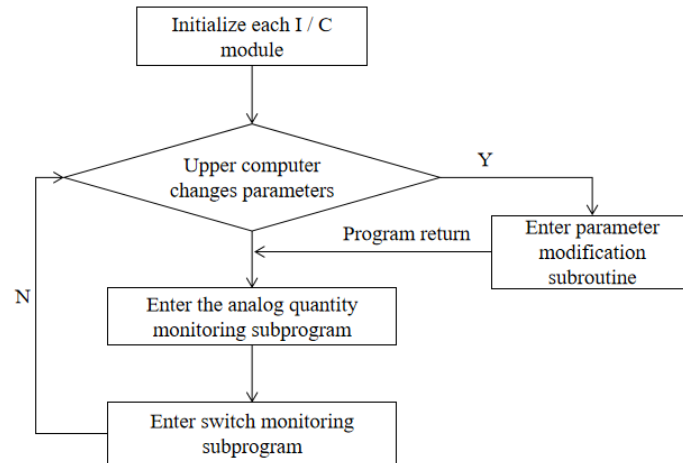 Initialize each I / C
module
Upper computer
changes parameters
Y
Program return
Enter parameter
modification
subroutine
N
Enter the analog quantity
monitoring subprogram
Enter switch monitoring
subprogram